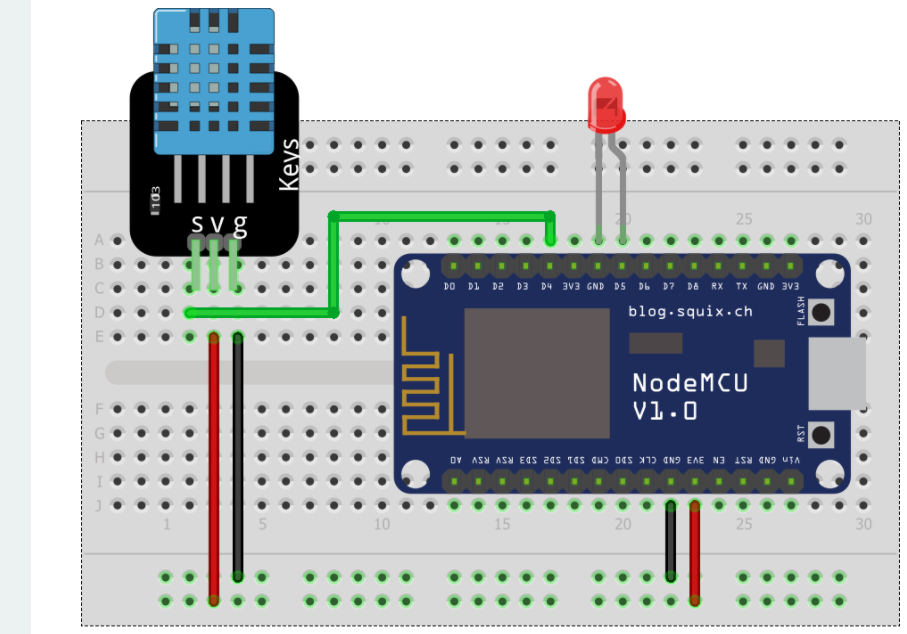 Keys
103
s v g
10 15 20 25 30
A
B
C
D
E
D0 D1 D2 D3 D4 3V3 GND D5 D6 D7 D8 RX TX GND 3V3
blog.squix.ch
FLASH
NodeMCU
V1.0
RST
A0 RSV RSV SD3 SD2 SD1 CMD SD0 CLK GND 3V3 EN RST GND Vin
F
G
H
I
J
1 5 10 15 20 25 30